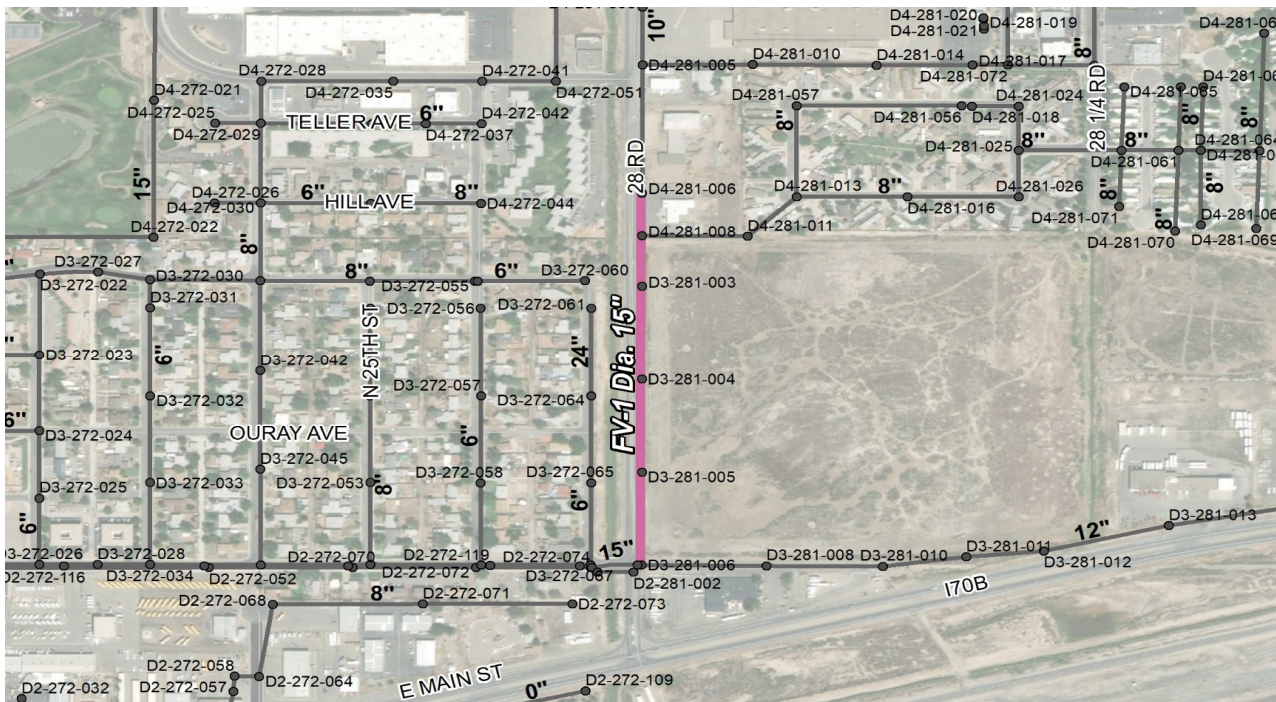 10"
D4-281-020
D4-281-019
D4-281-021
D4-281-010
D4-281-014
8"
D4-281-005
D4-281-017
D4-281-072
D4-272-028
D4-272-041
D4-272-035
D4-272-051
D4-272-021
D4-272-025
D4-272-029
TELLER AVE
6"
D4-272-042
D4-272-037
D4-281-057
D4-281-024
D4-281-056
D4-281-018
8"
28 1/4 RD
D4-281-065
8"
8"
15"
28 RD
D4-281-025
8"
8"
D4-281-061
D4-272-026
D4-272-030
6"
HILL AVE
8"
D4-272-044
D4-281-006
D4-281-013
8"
D4-281-016
D4-281-026
8"
8"
D4-281-071
8"
D4-272-022
8"
D4-281-008
D4-281-011
D4-281-070
D4-281-069
D3-272-027
D3-272-022
D3-272-030
8"
6"
D3-272-060
D3-272-055
D3-281-003
D3-272-031
N 25TH ST
D3-272-056
D3-272-061
FV-1 Dia. 15"
D3-272-023
6"
D3-272-042
24"
D3-281-004
D3-272-057
D3-272-032
D3-272-064
6"
D3-272-024
OURAY AVE
6"
D3-272-045
D3-272-058
D3-272-065
D3-281-005
D3-272-025
D3-272-033
D3-272-053
8"
6"
6"
12"
D3-281-013
15"
D3-272-028
D2-272-070
D2-272-119
D2-272-074
D3-281-006
D3-281-008
D3-281-010
D3-281-011
D3-281-012
D2-272-116
D3-272-034
D2-272-052
D2-272-072
D3-272-067
D2-281-002
I70B
D2-272-068
8"
D2-272-071
D2-272-073
D2-272-058
D2-272-064
D2-272-057
D2-272-032
E MAIN ST
0"
D2-272-109